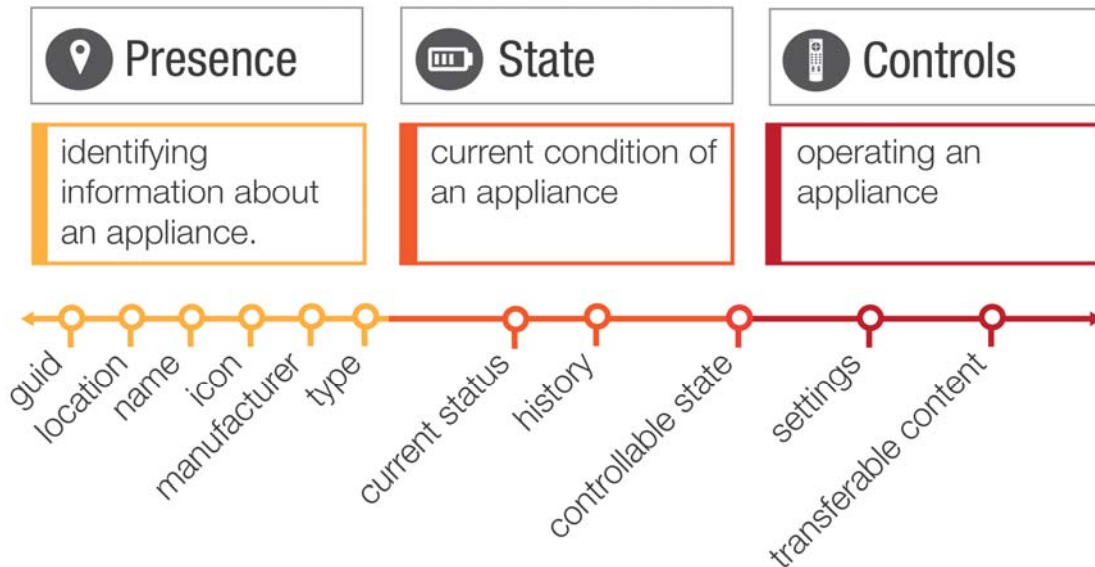 Presence
State
Controls
identifying
information about
an appliance.
current condition of
an appliance
operating an
appliance
guid
location
name
icon
manufacturer
type
current status
history
controllable state
settings
transferable content